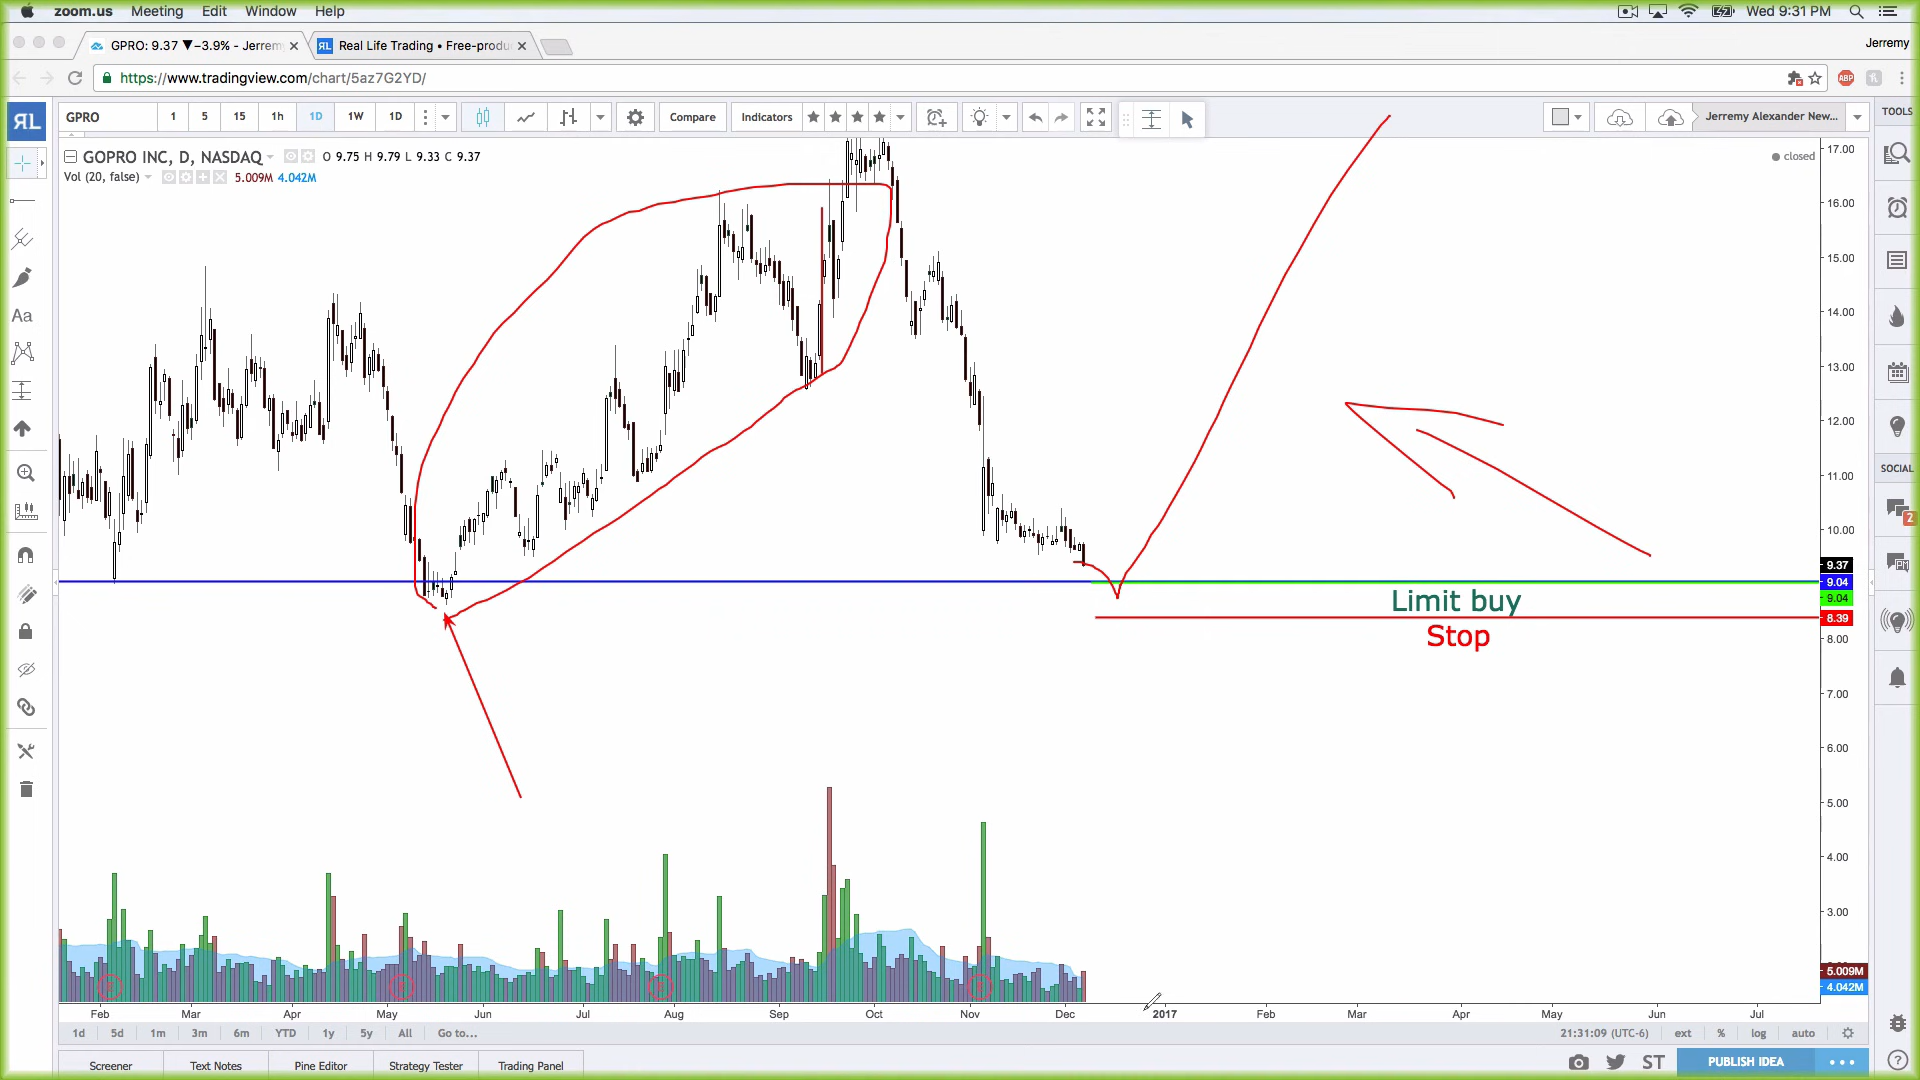 zoom.us Meeting Edit Window Help Wed 9:31 PM
GPRO: 9.37 ▼−3.9% - Jerrem Real Life Trading • Free-produ Jerremy
https://www.tradingview.com/chart/5az7G2YD/ ABP
ЯL GPRO 1 5 15 1h 1D 1W 1D Compare Indicators Jerremy Alexander New... TOOLS
GOPRO INC, D, NASDAQ O 9.75 H 9.79 L 9.33 C 9.37 closed
Vol (20, false) 5.009M 4.042M
17.00
16.00
15.00
14.00
13.00
12.00
11.00
10.00
9.37
9.04
9.04
8.39
8.00
7.00
6.00
5.00
4.00
3.00
5.009M
4.042M
Aa
Limit buy
Stop
SOCIAL
2
Feb Mar Apr May Jun Jul Aug Sep Oct Nov Dec 2017 Feb Mar Apr May Jun Jul
1d 5d 1m 3m 6m YTD 1y 5y All Go to... 21:31:09 (UTC-6) ext % log auto
Screener Text Notes Pine Editor Strategy Tester Trading Panel ST PUBLISH IDEA